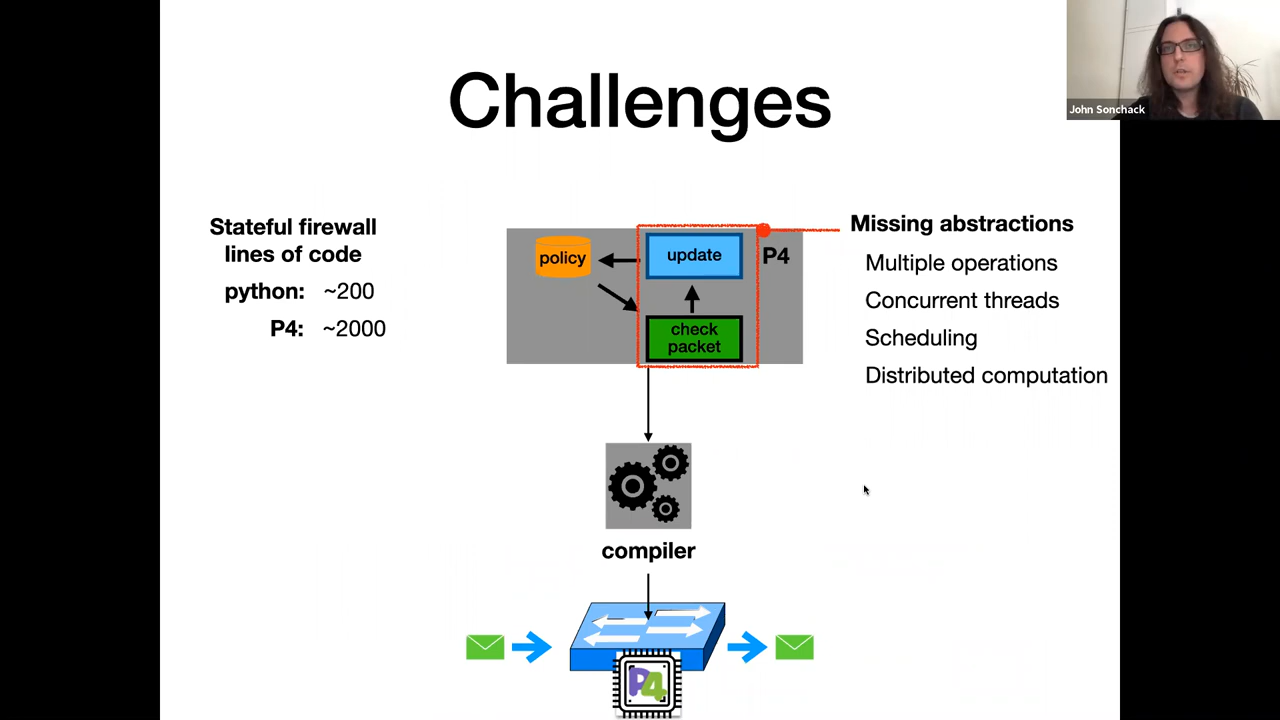 Challenges
John Sonchack
Stateful firewall
lines of code
python: ~200
P4: ~2000
policy
update
P4
check
packet
Missing abstractions
Multiple operations
Concurrent threads
Scheduling
Distributed computation
compiler
P4